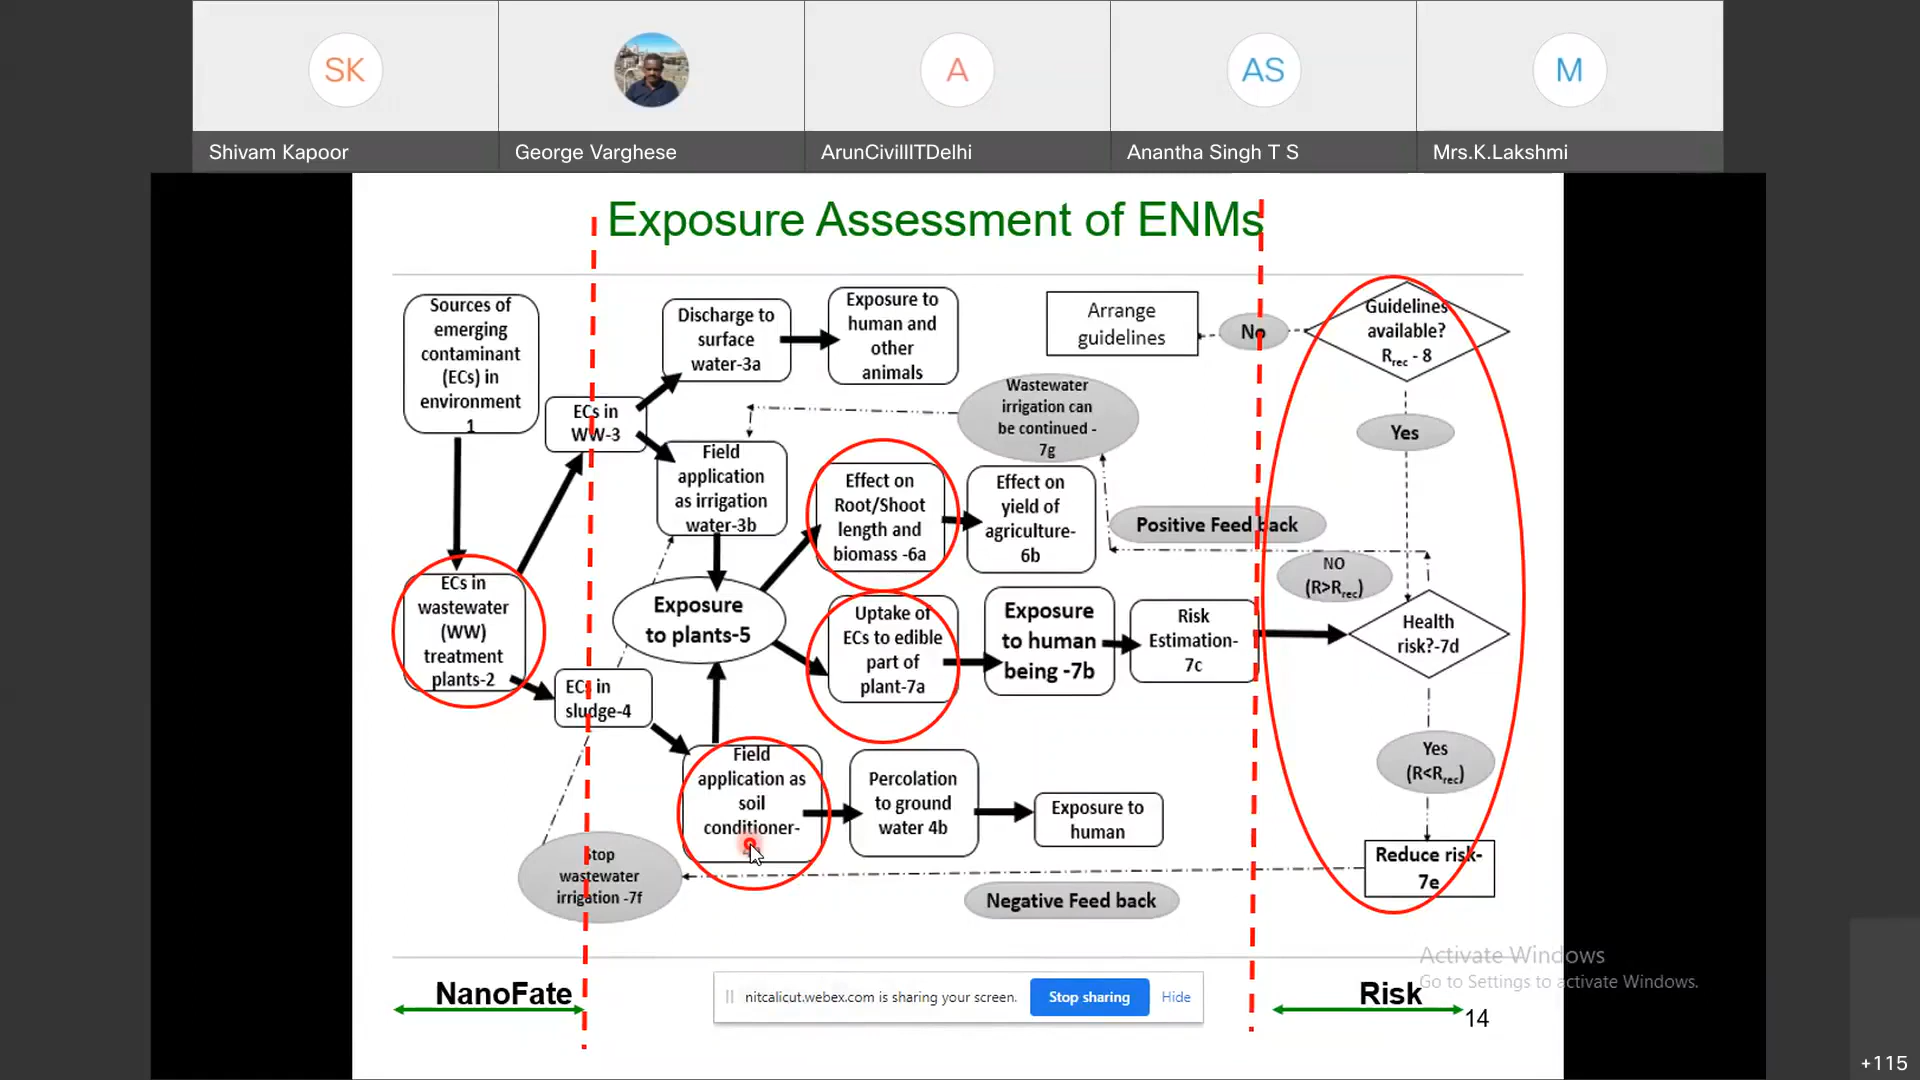 SK
A
AS
M
Shivam Kapoor
George Varghese
ArunCivilIITDelhi
Anantha Singh T S
Mrs.K.Lakshmi
Exposure Assessment of ENMs
Sources of
emerging
contaminant
(ECs) in
environment
1
ECs in
WW-3
Discharge to
surface
water-3a
Exposure to
human and
other
animals
Arrange
guidelines
No
Guidelines
available?
Rrec - 8
Yes
Wastewater
irrigation can
be continued -
7g
Field
application
as irrigation
water-3b
Effect on
Root/Shoot
length and
biomass -6a
Effect on
yield of
agriculture-
6b
Positive Feed back
NO
(R>Rrec)
ECs in
wastewater
(WW)
treatment
plants-2
Exposure
to plants-5
Uptake of
ECs to edible
part of
plant-7a
Exposure
to human
being -7b
Risk
Estimation-
7c
Health
risk?-7d
ECs in
sludge-4
Field
application as
soil
conditioner-
Percolation
to ground
water 4b
Exposure to
human
Yes
(R<Rrec)
Reduce risk-
7e
Stop
wastewater
irrigation -7f
Negative Feed back
NanoFate
nitcalicut.webex.com is sharing your screen.
Stop sharing
Hide
Risk
14
Activate Windows
Go to Settings to activate Windows.
+115